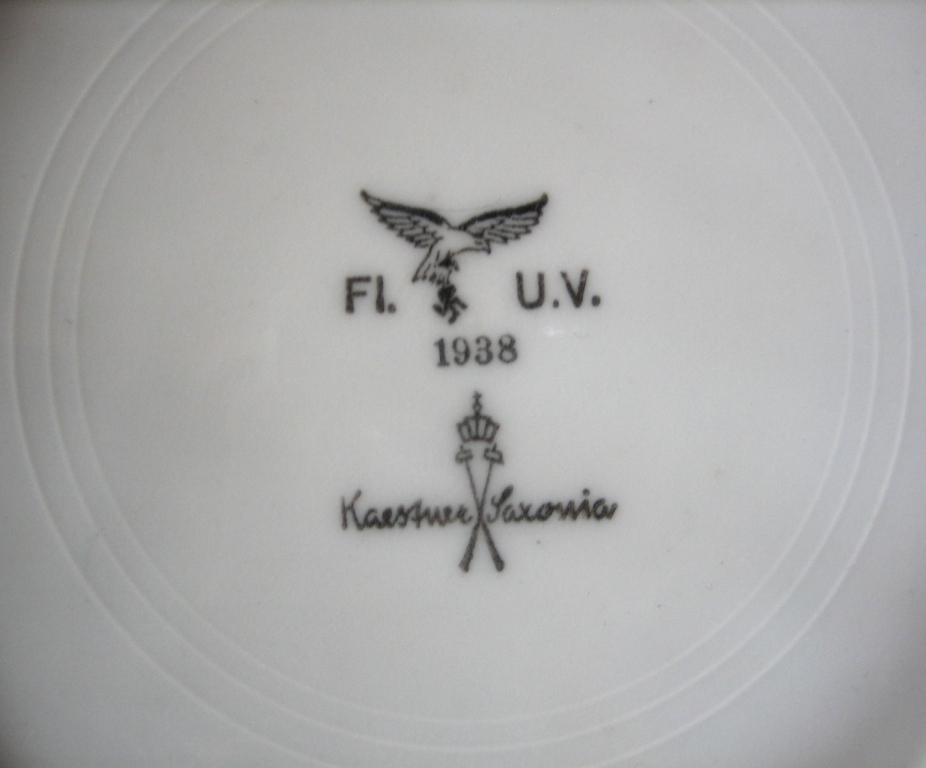 Fl. U.V.
1938
Kaestner Saxonia